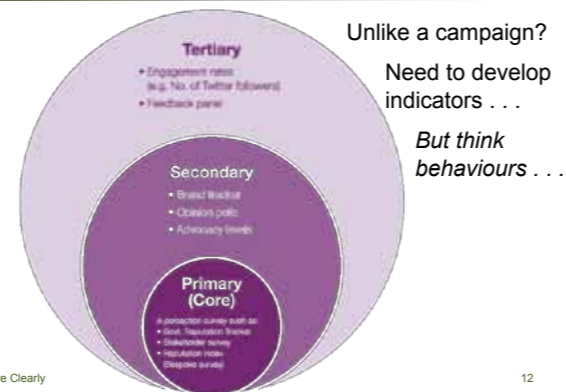 Unlike a campaign?
Need to develop
indicators . . .
But think
behaviours . . .
Tertiary
• Engagement rates
(e.g. No. of Twitter followers)
• Feedback panel
Secondary
• Brand tracker
• Opinion polls
• Advocacy levels
Primary
(Core)
A perception survey such as:
• Govt. Reputation Tracker
• Stakeholder survey
• Reputation index
(Bespoke survey)
e Clearly
12